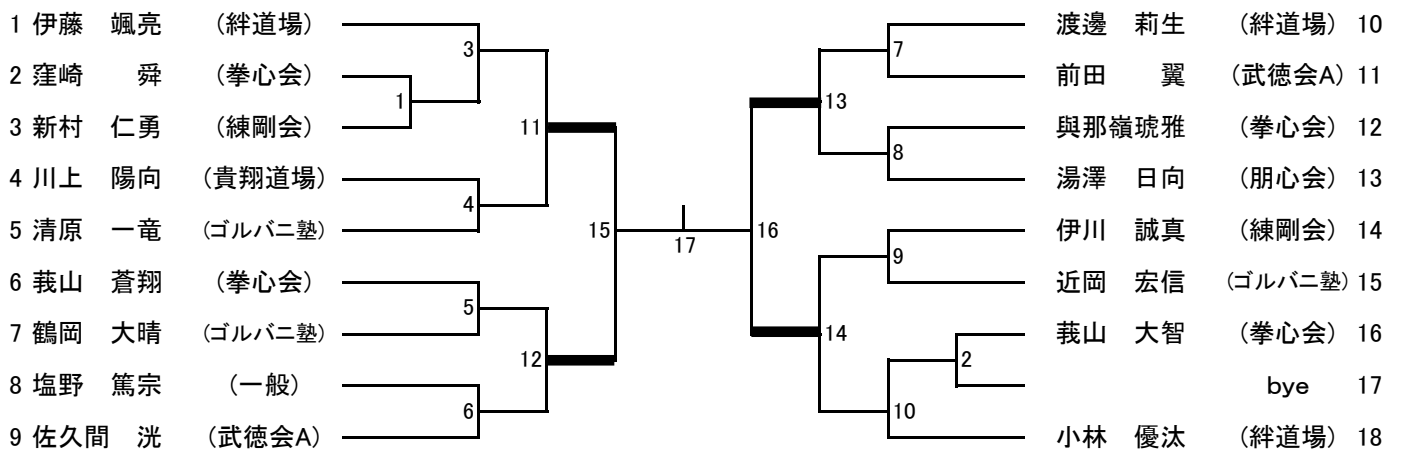 1 伊藤　颯亮　(絆道場)
2 窪崎　　舜　(拳心会)
3 新村　仁勇　(練剛会)
4 川上　陽向　(貴翔道場)
5 清原　一竜　(ゴルバニ塾)
6 莪山　蒼翔　(拳心会)
7 鶴岡　大晴　(ゴルバニ塾)
8 塩野　篤宗　(一般)
9 佐久間　洸　(武徳会A)
3
1
11
4
15
5
12
6
17
16
13
7
8
14
9
2
10
渡邊　莉生　(絆道場) 10
前田　　翼　(武徳会A) 11
與那嶺琥雅　(拳心会) 12
湯澤　日向　(朋心会) 13
伊川　誠真　(練剛会) 14
近岡　宏信　(ゴルバニ塾) 15
莪山　大智　(拳心会) 16
bye 17
小林　優汰　(絆道場) 18